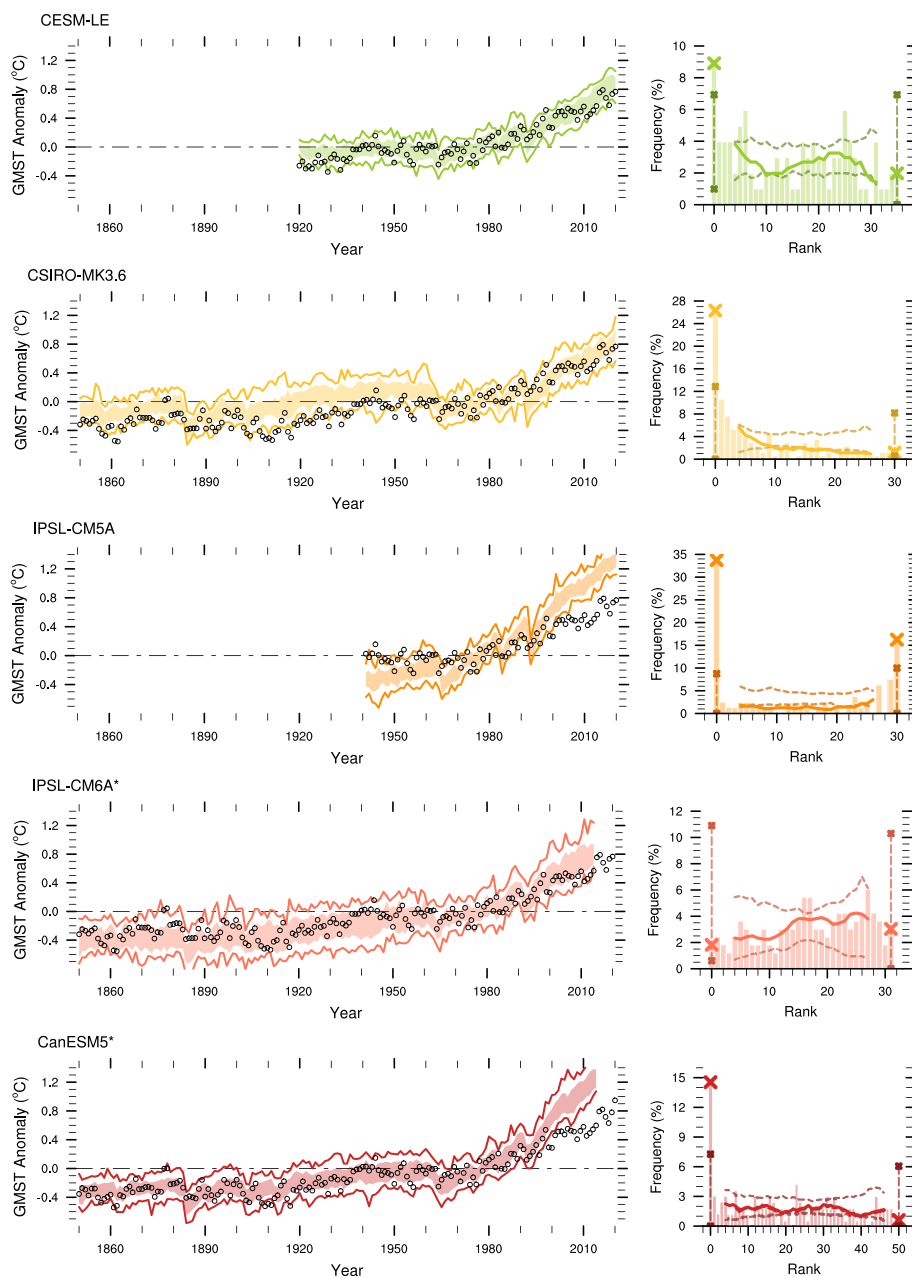 CESM-LE
GMST Anomaly (°C)
1.2
0.8
0.4
0.0
-0.4
1860 1890 1920 1950 1980 2010
Year
Frequency (%)
10
8
6
4
2
0
0 10 20 30
Rank
CSIRO-MK3.6
GMST Anomaly (°C)
1.2
0.8
0.4
0.0
-0.4
1860 1890 1920 1950 1980 2010
Year
Frequency (%)
28
24
20
16
12
8
4
0
0 10 20 30
Rank
IPSL-CM5A
GMST Anomaly (°C)
1.2
0.8
0.4
0.0
-0.4
1860 1890 1920 1950 1980 2010
Year
Frequency (%)
35
30
25
20
15
10
5
0
0 10 20 30
Rank
IPSL-CM6A*
GMST Anomaly (°C)
1.2
0.8
0.4
0.0
-0.4
1860 1890 1920 1950 1980 2010
Year
Frequency (%)
12
10
8
6
4
2
0
0 10 20 30
Rank
CanESM5*
GMST Anomaly (°C)
1.2
0.8
0.4
0.0
-0.4
1860 1890 1920 1950 1980 2010
Year
Frequency (%)
15
12
9
6
3
0
0 10 20 30 40 50
Rank